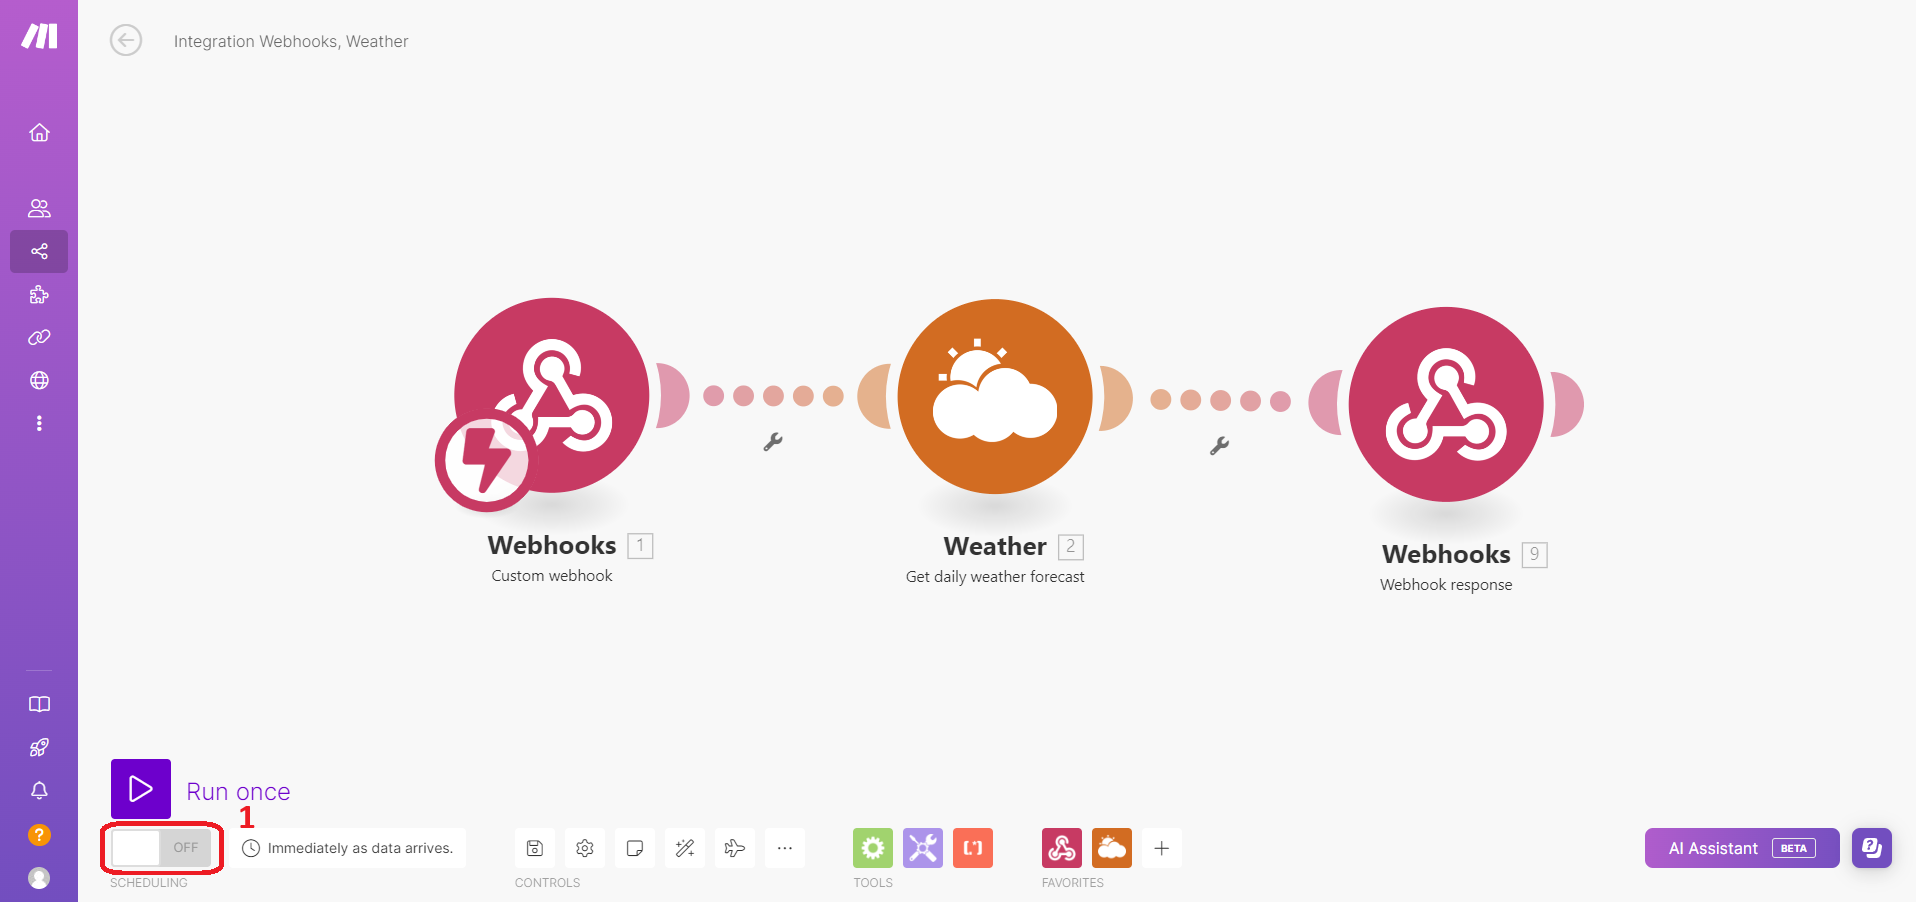 Integration Webhooks, Weather
Webhooks 1
Custom webhook
Weather 2
Get daily weather forecast
Webhooks 9
Webhook response
Run once
1
OFF
Immediately as data arrives.
...
[*]
+
AI Assistant BETA
?
?
SCHEDULING
CONTROLS
TOOLS
FAVORITES